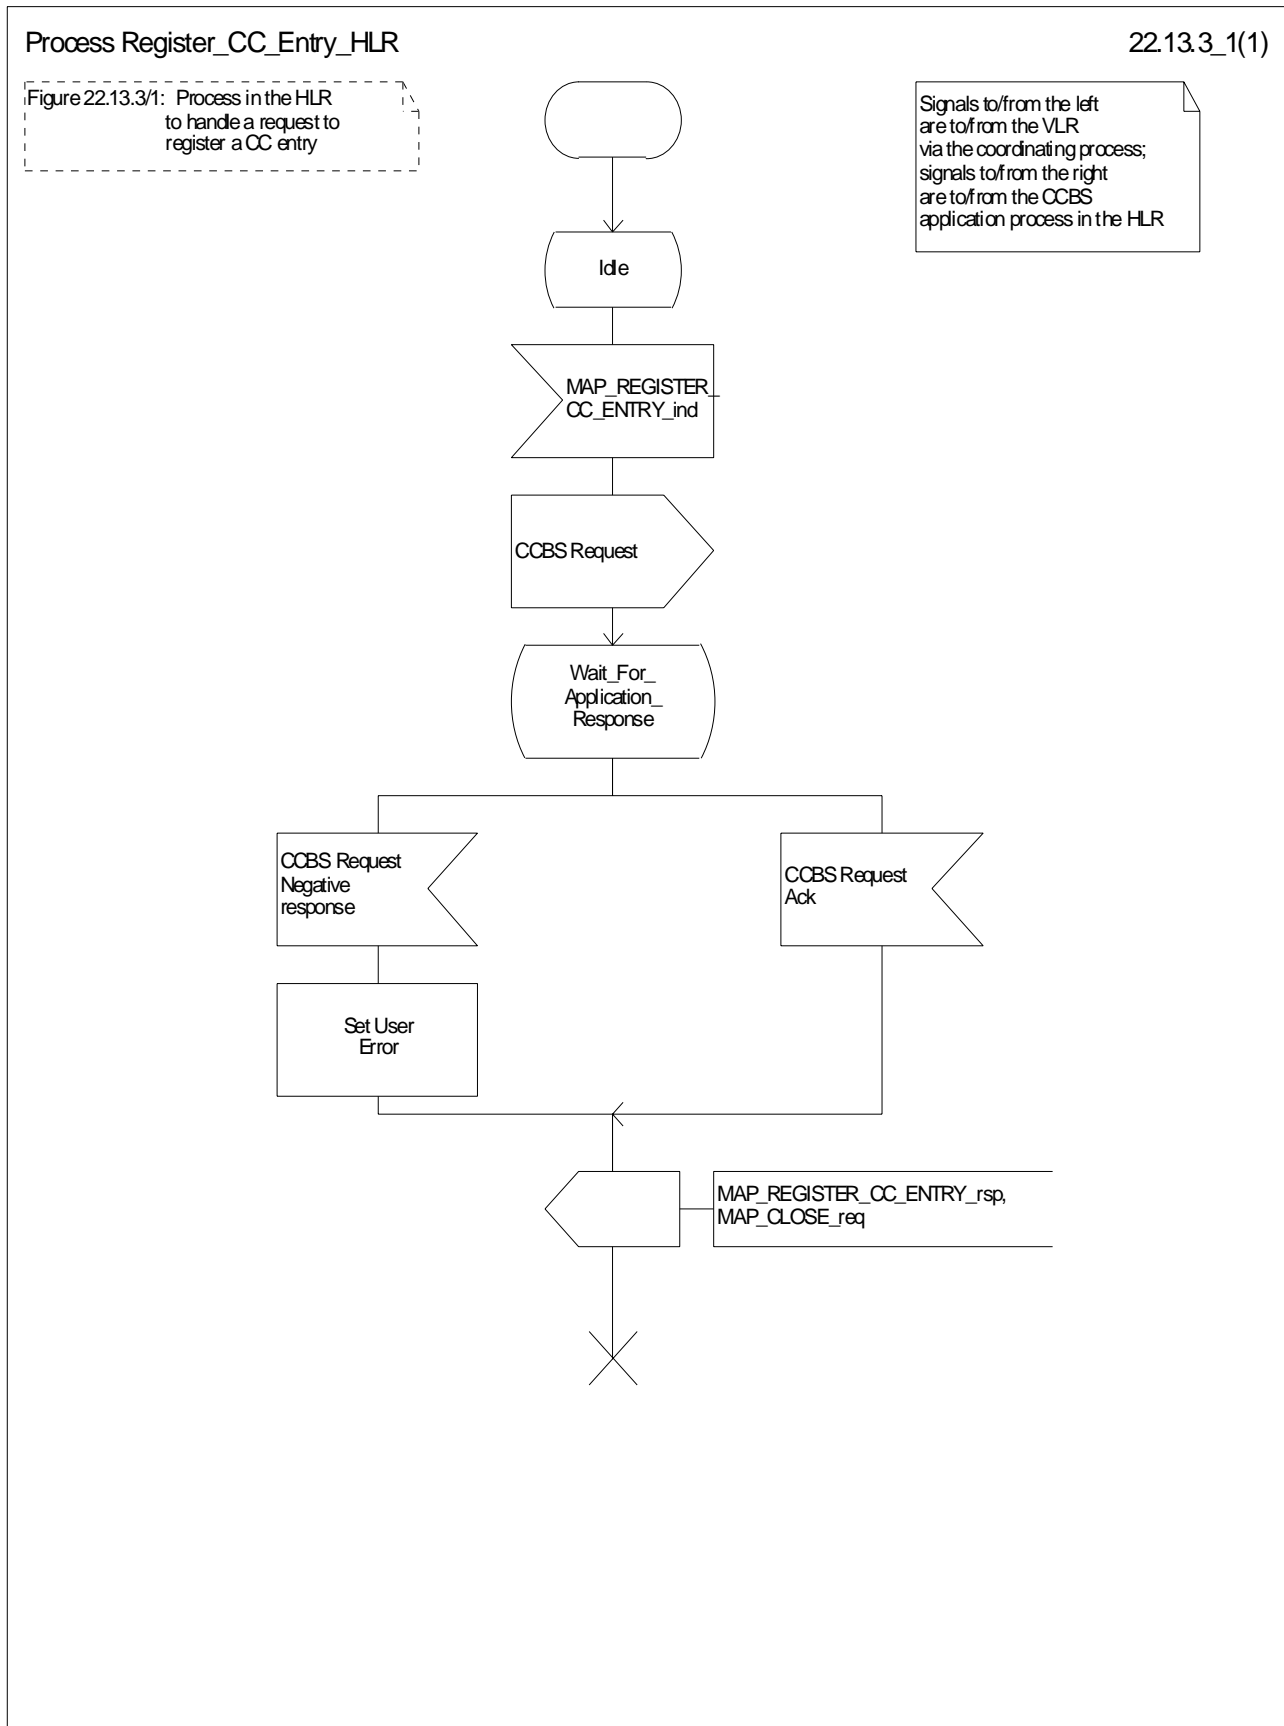 Process Register_CC_Entry_HLR
22.13.3_1(1)
Figure 22.13.3/1: Process in the HLR
to handle a request to
register a CC entry
Signals to/from the left
are to/from the VLR
via the coordinating process;
signals to/from the right
are to/from the CCBS
application process in the HLR
Idle
MAP_REGISTER_
CC_ENTRY_ind
CCBS Request
Wait_For_
Application_
Response
CCBS Request
Negative
response
CCBS Request
Ack
Set User
Error
MAP_REGISTER_CC_ENTRY_rsp,
MAP_CLOSE_req